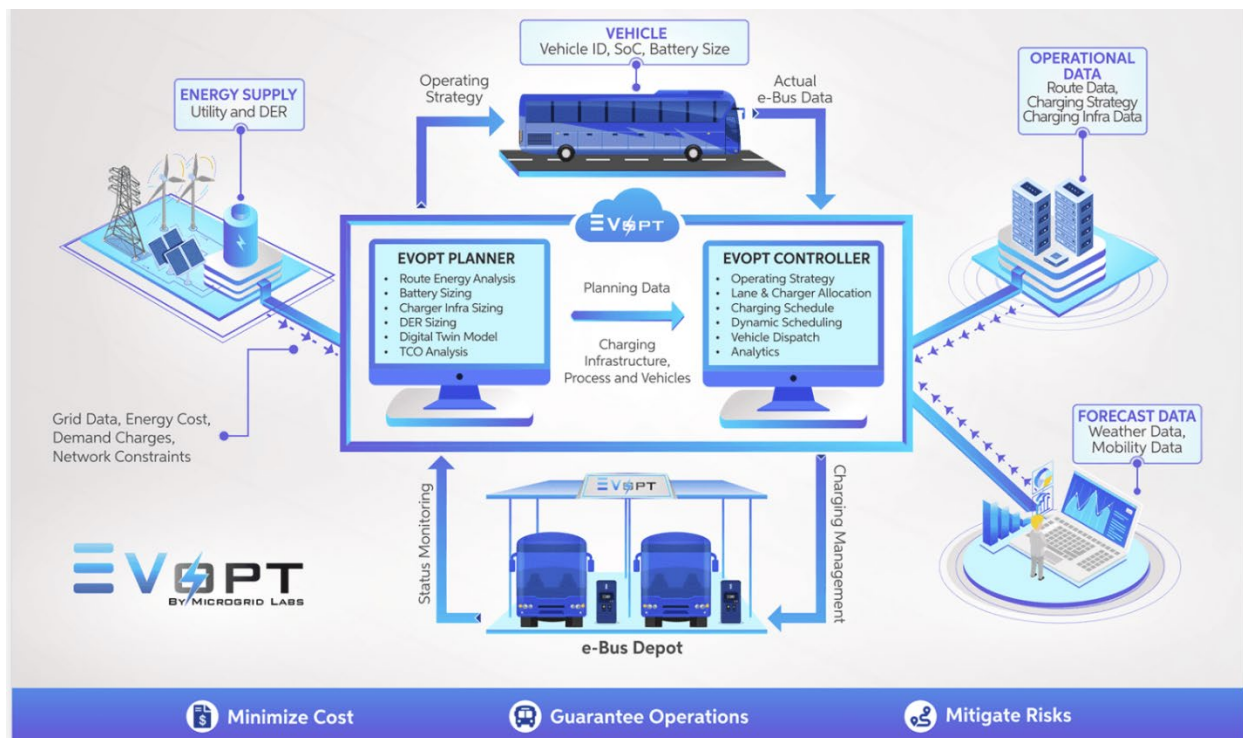 VEHICLE
Vehicle ID, SoC, Battery Size
Operating
Strategy
Actual
e-Bus Data
OPERATIONAL
DATA
Route Data,
Charging Strategy
Charging Infra Data
ENERGY SUPPLY
Utility and DER
EVOPT
EVOPT PLANNER
• Route Energy Analysis
• Battery Sizing
• Charger Infra Sizing
• DER Sizing
• Digital Twin Model
• TCO Analysis
Planning Data
Charging
Infrastructure,
Process and Vehicles
EVOPT CONTROLLER
• Operating Strategy
• Lane & Charger Allocation
• Charging Schedule
• Dynamic Scheduling
• Vehicle Dispatch
• Analytics
Grid Data, Energy Cost,
Demand Charges,
Network Constraints
FORECAST DATA
Weather Data,
Mobility Data
Status Monitoring
EVOPT
Charging Management
e-Bus Depot
EVOPT
BY MICROGRID LABS
Minimize Cost
Guarantee Operations
Mitigate Risks